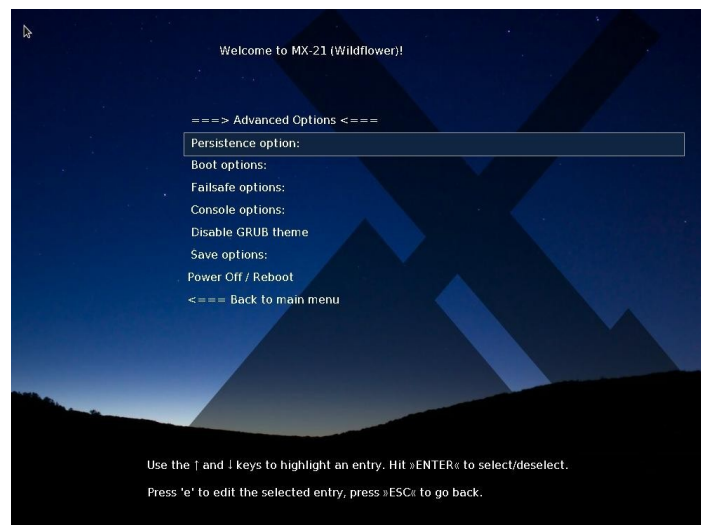 Welcome to MX-21 (Wildflower)!
===> Advanced Options <===
Persistence option:
Boot options:
Failsafe options:
Console options:
Disable GRUB theme
Save options:
Power Off / Reboot
<=== Back to main menu
Use the ↑ and ↓ keys to highlight an entry. Hit »ENTER« to select/deselect.
Press 'e' to edit the selected entry, press »ESC« to go back.